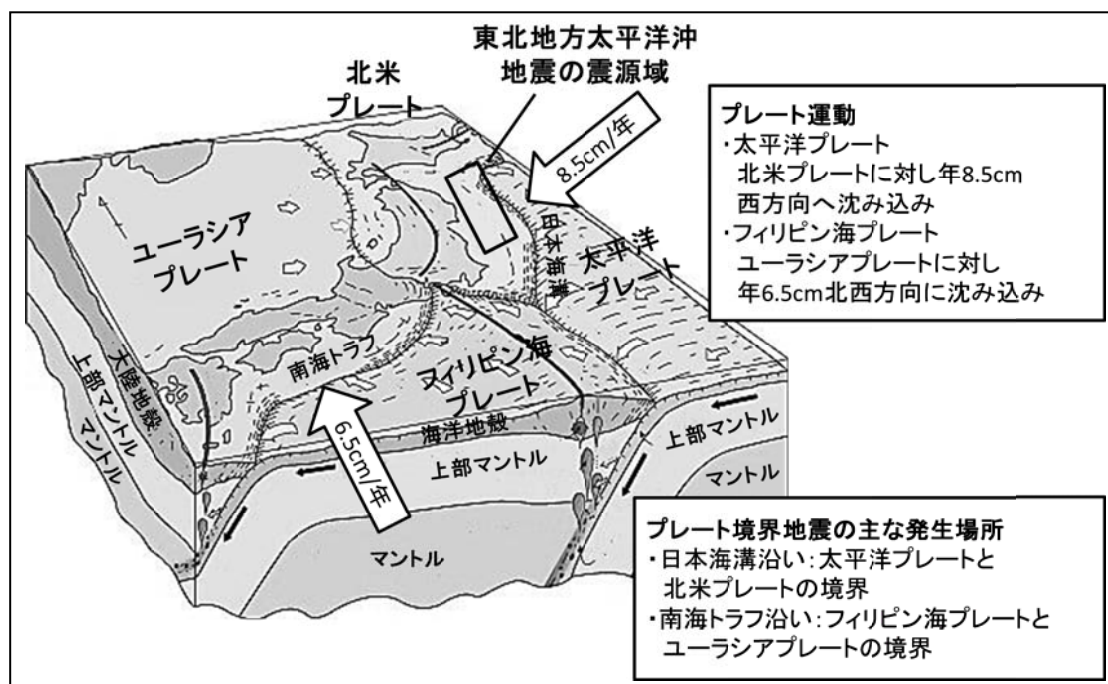 東北地方太平洋沖
地震の震源域
北米
プレート
8.5cm/年
プレート運動
・太平洋プレート
北米プレートに対し年8.5cm
西方向へ沈み込み
・フィリピン海プレート
ユーラシアプレートに対し
年6.5cm北西方向に沈み込み
ユーラシア
プレート
日本海溝
太平洋
プレート
南海トラフ
フィリピン海
プレート
6.5cm/年
大陸地殻
上部マントル
マントル
海洋地殻
上部マントル
マントル
上部マントル
マントル
プレート境界地震の主な発生場所
・日本海溝沿い:太平洋プレートと
北米プレートの境界
・南海トラフ沿い:フィリピン海プレートと
ユーラシアプレートの境界